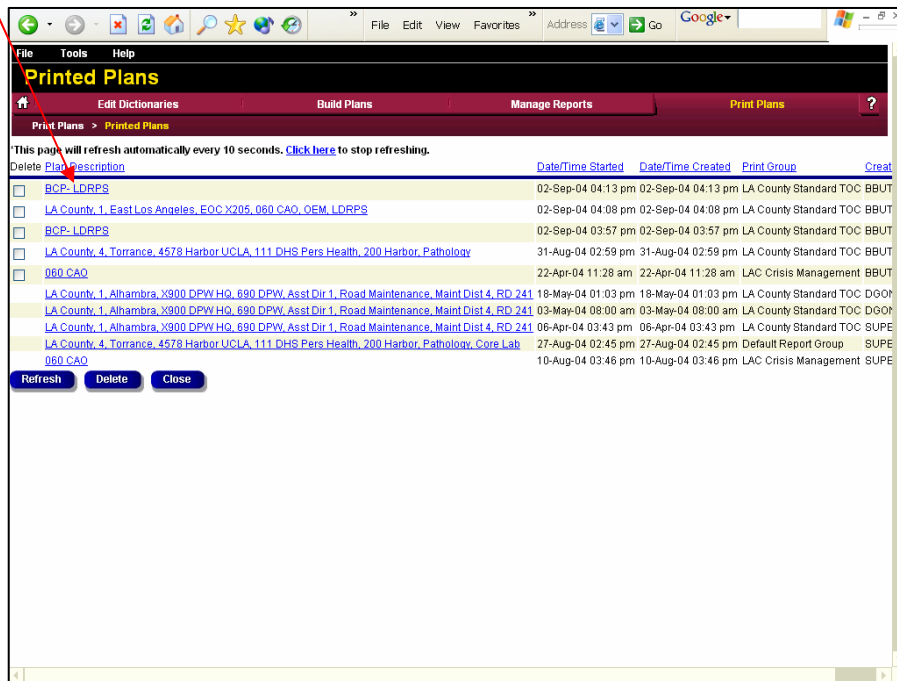 » File Edit View Favorites » Address Go Google
File Tools Help
Printed Plans
Edit Dictionaries Build Plans Manage Reports Print Plans ?
Print Plans > Printed Plans
*This page will refresh automatically every 10 seconds. Click here to stop refreshing.
Delete Plan Description Date/Time Started Date/Time Created Print Group Creat
BCP- LDRPS 02-Sep-04 04:13 pm 02-Sep-04 04:13 pm LA County Standard TOC BBUT
LA County, 1, East Los Angeles, EOC X205, 060 CAO, OEM, LDRPS 02-Sep-04 04:08 pm 02-Sep-04 04:08 pm LA County Standard TOC BBUT
BCP- LDRPS 02-Sep-04 03:57 pm 02-Sep-04 03:57 pm LA County Standard TOC BBUT
LA County, 4, Torrance, 4578 Harbor UCLA, 111 DHS Pers Health, 200 Harbor, Pathology 31-Aug-04 02:59 pm 31-Aug-04 02:59 pm LA County Standard TOC BBUT
060 CAO 22-Apr-04 11:28 am 22-Apr-04 11:28 am LAC Crisis Management BBUT
LA County, 1, Alhambra, X900 DPW HQ, 690 DPW, Asst Dir 1, Road Maintenance, Maint Dist 4, RD 241 18-May-04 01:03 pm 18-May-04 01:03 pm LA County Standard TOC DGON
LA County, 1, Alhambra, X900 DPW HQ, 690 DPW, Asst Dir 1, Road Maintenance, Maint Dist 4, RD 241 03-May-04 08:00 am 03-May-04 08:00 am LA County Standard TOC DGON
LA County, 1, Alhambra, X900 DPW HQ, 690 DPW, Asst Dir 1, Road Maintenance, Maint Dist 4, RD 241 06-Apr-04 03:43 pm 06-Apr-04 03:43 pm LA County Standard TOC SUPE
LA County, 4, Torrance, 4578 Harbor UCLA, 111 DHS Pers Health, 200 Harbor, Pathology, Core Lab 27-Aug-04 02:45 pm 27-Aug-04 02:45 pm Default Report Group SUPE
060 CAO 10-Aug-04 03:46 pm 10-Aug-04 03:46 pm LAC Crisis Management SUPE
Refresh Delete Close